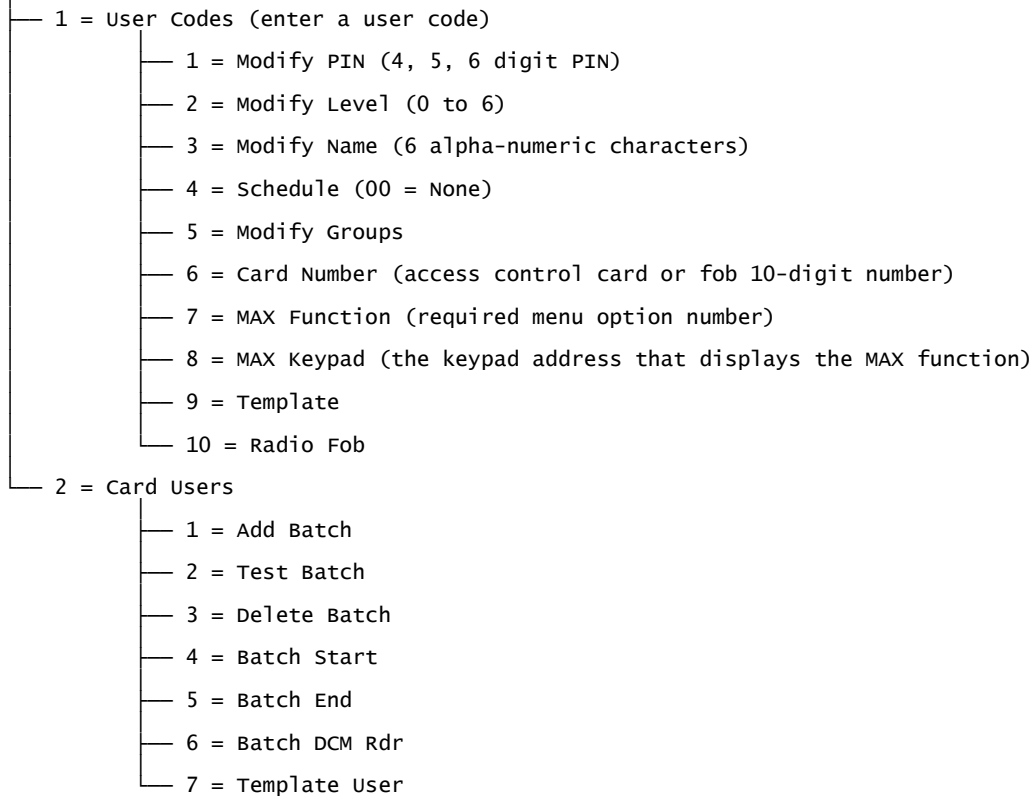 1 = User Codes (enter a user code)
1 = Modify PIN (4, 5, 6 digit PIN)
2 = Modify Level (0 to 6)
3 = Modify Name (6 alpha-numeric characters)
4 = Schedule (00 = None)
5 = Modify Groups
6 = Card Number (access control card or fob 10-digit number)
7 = MAX Function (required menu option number)
8 = MAX Keypad (the keypad address that displays the MAX function)
9 = Template
10 = Radio Fob
2 = Card Users
1 = Add Batch
2 = Test Batch
3 = Delete Batch
4 = Batch Start
5 = Batch End
6 = Batch DCM Rdr
7 = Template User